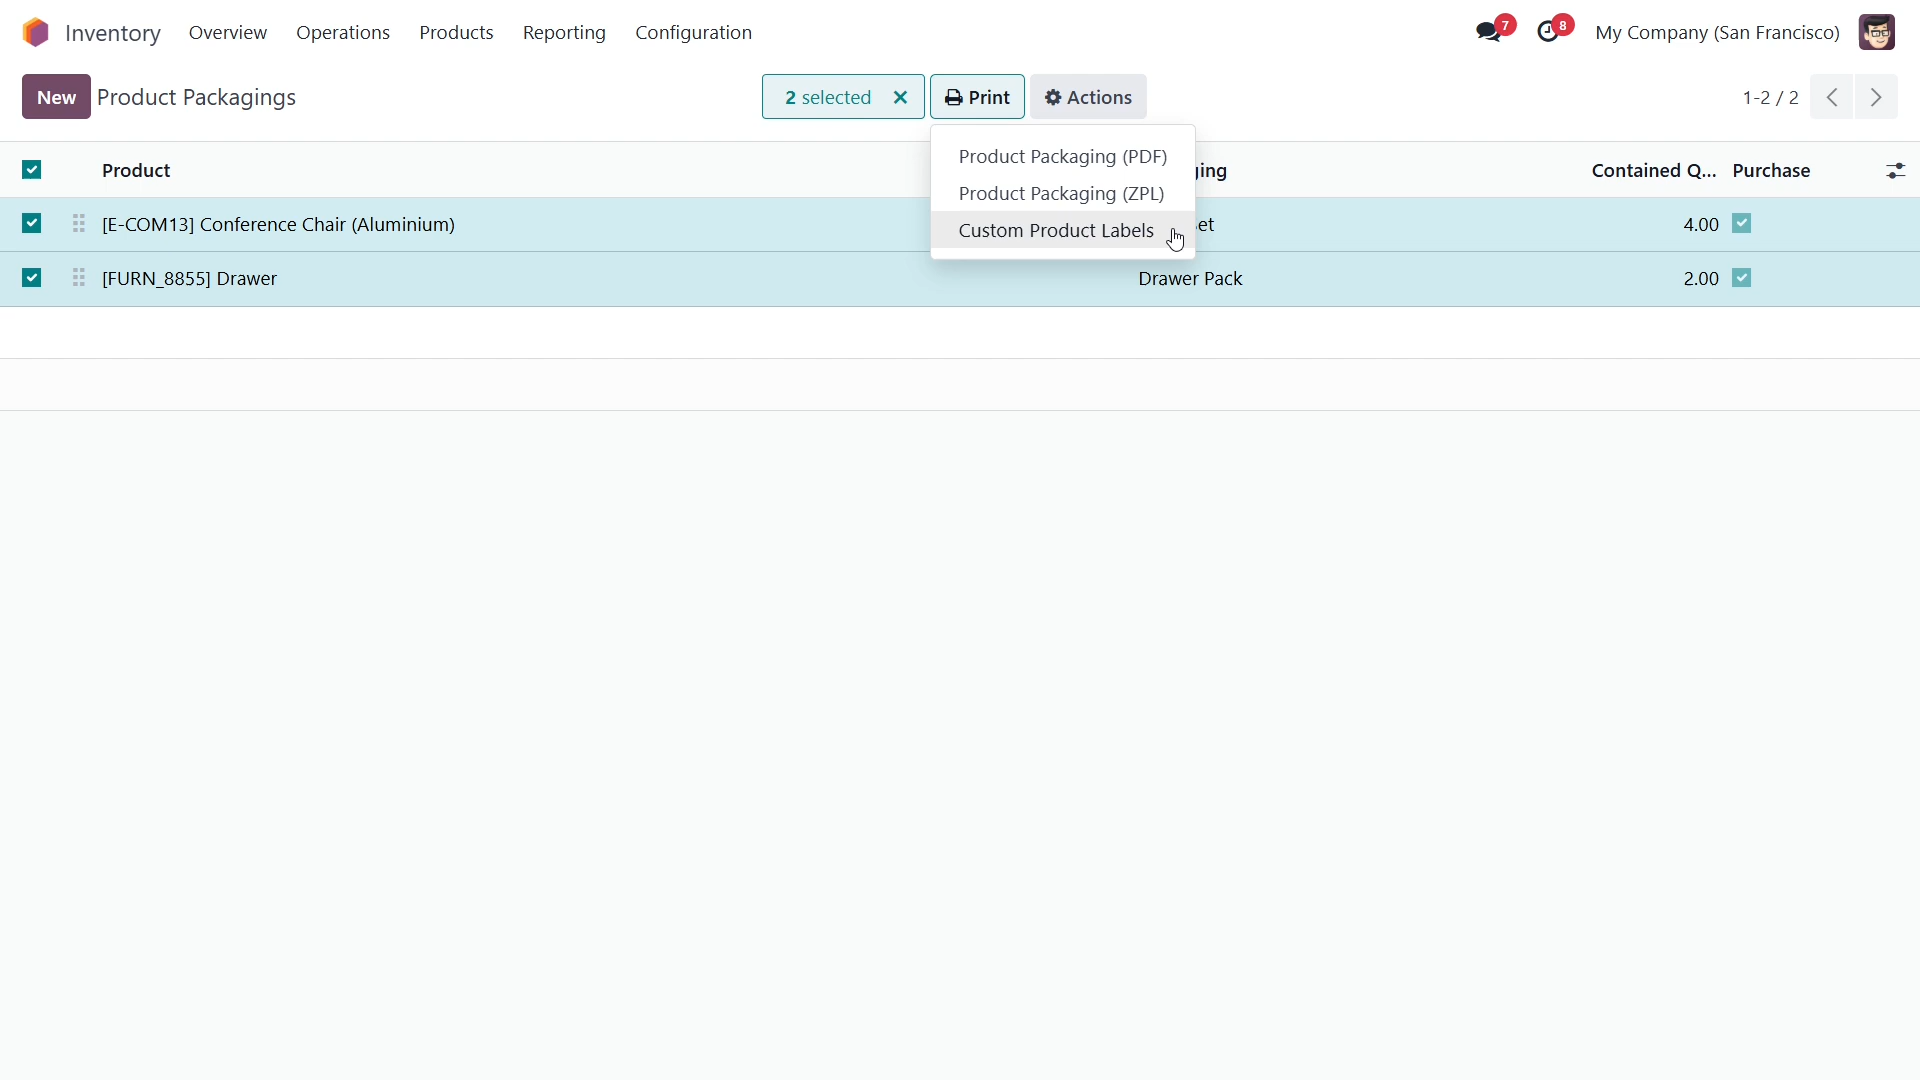 Inventory Overview Operations Products Reporting Configuration 7 8 My Company (San Francisco)
New Product Packagings 2 selected Print Actions 1-2 / 2
Product Packaging (PDF)
Product Contained Q... Purchase
Product Packaging (ZPL)
[E-COM13] Conference Chair (Aluminium) 4.00
Custom Product Labels
[FURN_8855] Drawer Drawer Pack 2.00